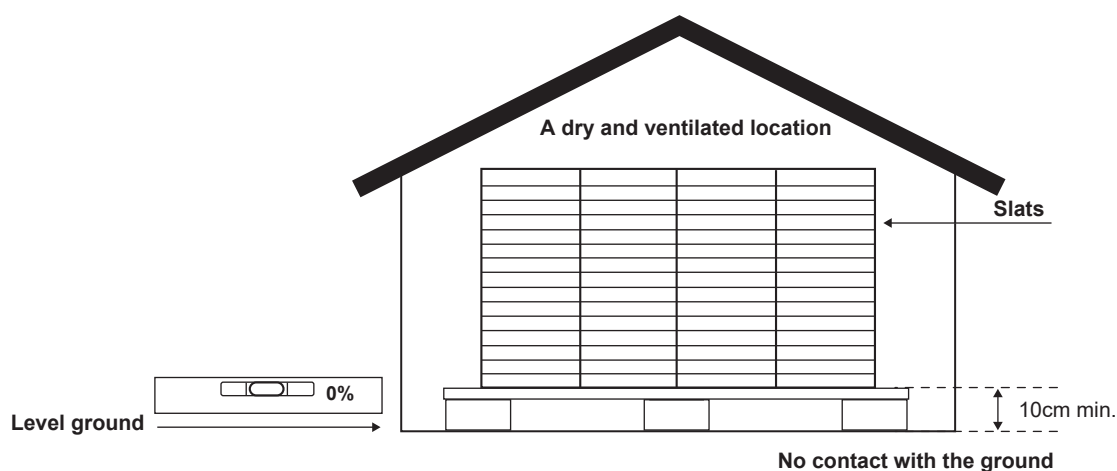 A dry and ventilated location
Slats
0%
Level ground
10cm min.
No contact with the ground